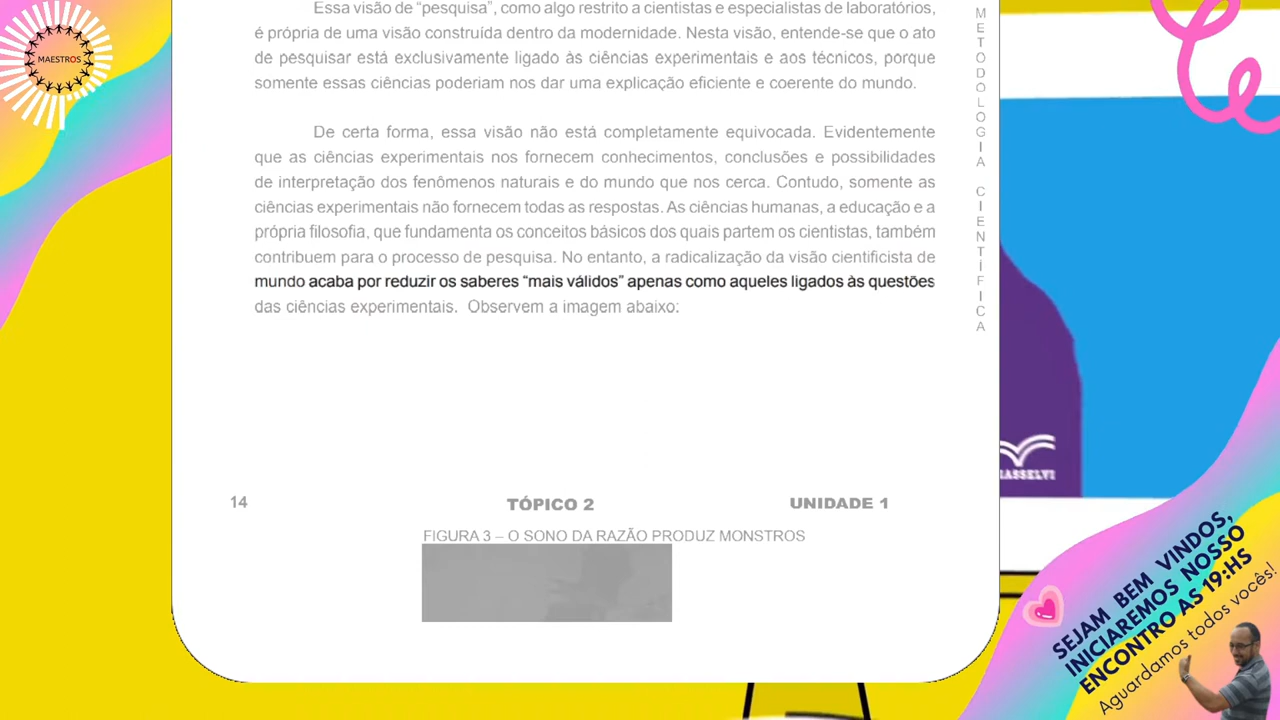 MAESTROS
Essa visão de “pesquisa”, como algo restrito a cientistas e especialistas de laboratórios,
é própria de uma visão construída dentro da modernidade. Nesta visão, entende-se que o ato
de pesquisar está exclusivamente ligado às ciências experimentais e aos técnicos, porque
somente essas ciências poderiam nos dar uma explicação eficiente e coerente do mundo.
De certa forma, essa visão não está completamente equivocada. Evidentemente
que as ciências experimentais nos fornecem conhecimentos, conclusões e possibilidades
de interpretação dos fenômenos naturais e do mundo que nos cerca. Contudo, somente as
ciências experimentais não fornecem todas as respostas. As ciências humanas, a educação e a
própria filosofia, que fundamenta os conceitos básicos dos quais partem os cientistas, também
contribuem para o processo de pesquisa. No entanto, a radicalização da visão cientificista de
mundo acaba por reduzir os saberes “mais válidos” apenas como aqueles ligados às questões
das ciências experimentais. Observem a imagem abaixo:
METODOLOGIA CIENTÍFICA
14 TÓPICO 2 UNIDADE 1
FIGURA 3 – O SONO DA RAZÃO PRODUZ MONSTROS
ASSELVI
SEJAM BEM VINDOS,
INICIAREMOS NOSSO
ENCONTRO AS 19:HS
Aguardamos todos vocês!